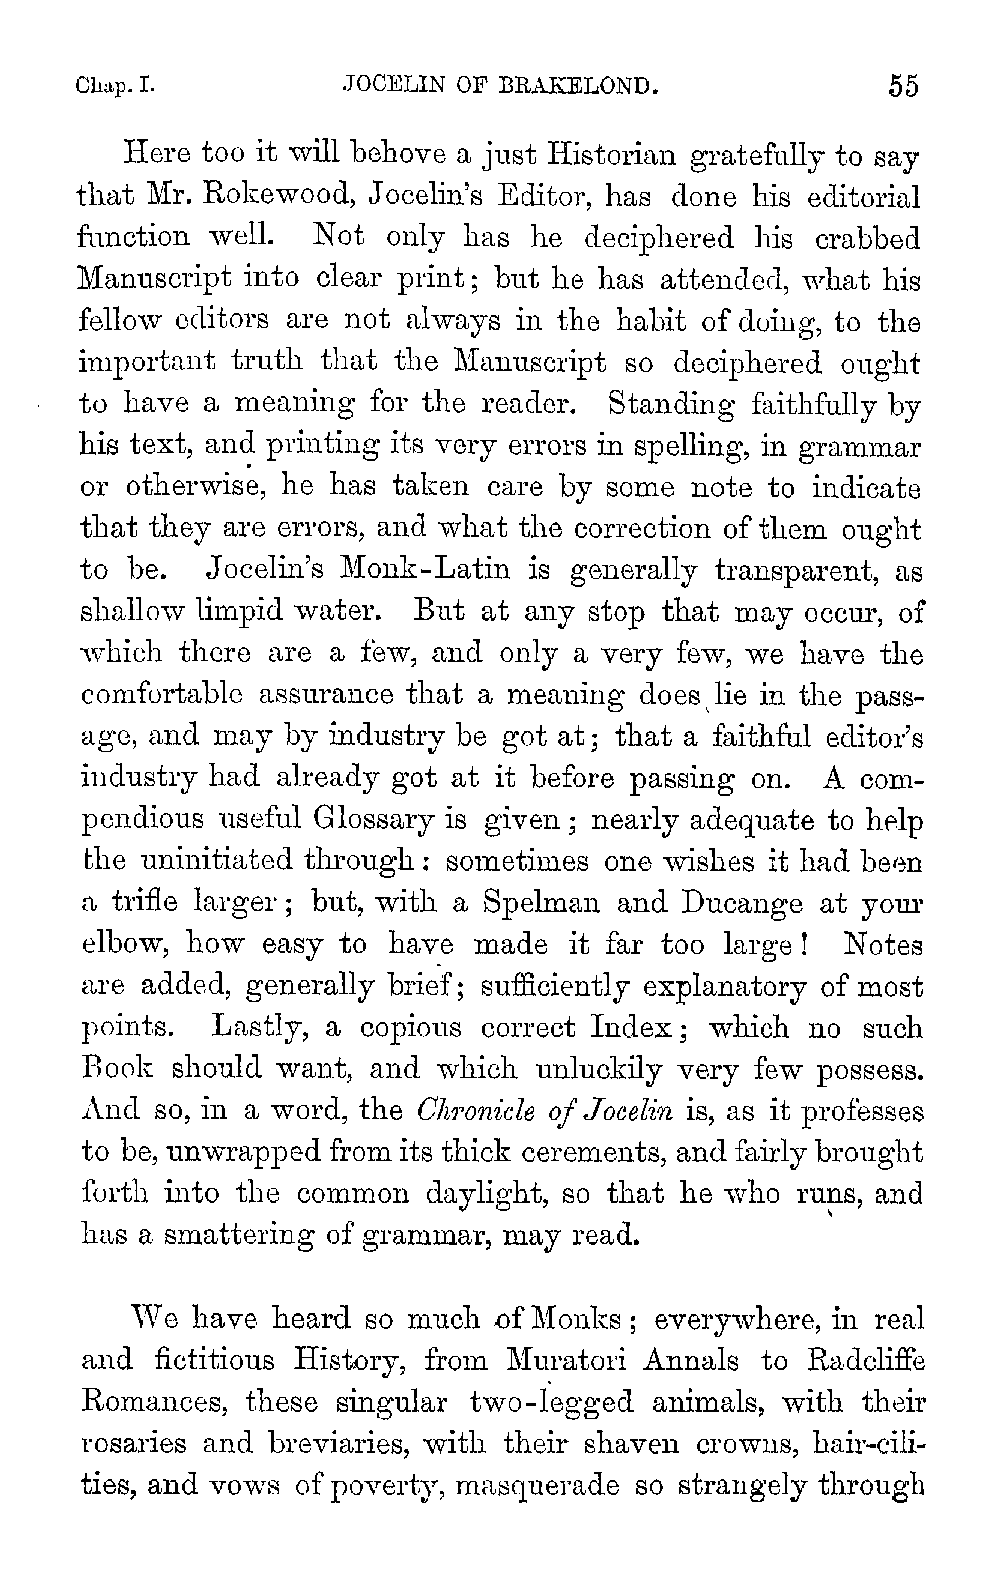 Chap. I. JOCELIN OF BRAKELOND. 55
Here too it will behove a just Historian gratefully to say
that Mr. Rokewood, Jocelin's Editor, has done his editorial
function well. Not only has he deciphered his crabbed
Manuscript into clear print; but he has attended, what his
fellow editors are not always in the habit of doing, to the
important truth that the Manuscript so deciphered ought
to have a meaning for the reader. Standing faithfully by
his text, and printing its very errors in spelling, in grammar
or otherwise, he has taken care by some note to indicate
that they are errors, and what the correction of them ought
to be. Jocelin's Monk-Latin is generally transparent, as
shallow limpid water. But at any stop that may occur, of
which there are a few, and only a very few, we have the
comfortable assurance that a meaning does lie in the pass-
age, and may by industry be got at; that a faithful editor's
industry had already got at it before passing on. A com-
pendious useful Glossary is given; nearly adequate to help
the uninitiated through: sometimes one wishes it had been
a trifle larger; but, with a Spelman and Ducange at your
elbow, how easy to have made it far too large! Notes
are added, generally brief; sufficiently explanatory of most
points. Lastly, a copious correct Index; which no such
Book should want, and which unluckily very few possess.
And so, in a word, the Chronicle of Jocelin is, as it professes
to be, unwrapped from its thick cerements, and fairly brought
forth into the common daylight, so that he who runs, and
has a smattering of grammar, may read.
We have heard so much of Monks; everywhere, in real
and fictitious History, from Muratori Annals to Radcliffe
Romances, these singular two-legged animals, with their
rosaries and breviaries, with their shaven crowns, hair-cili-
ties, and vows of poverty, masquerade so strangely through